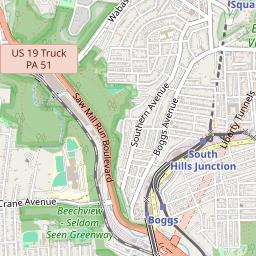 Squa
Wabas
US 19 Truck
PA 51
Saw Mill Run Boulevard
Southern Avenue
Boggs Avenue
Liberty Tunnels
South
Hills Junction
Crane Avenue
Beechview
- Seldom
Seen Greenway
Boggs